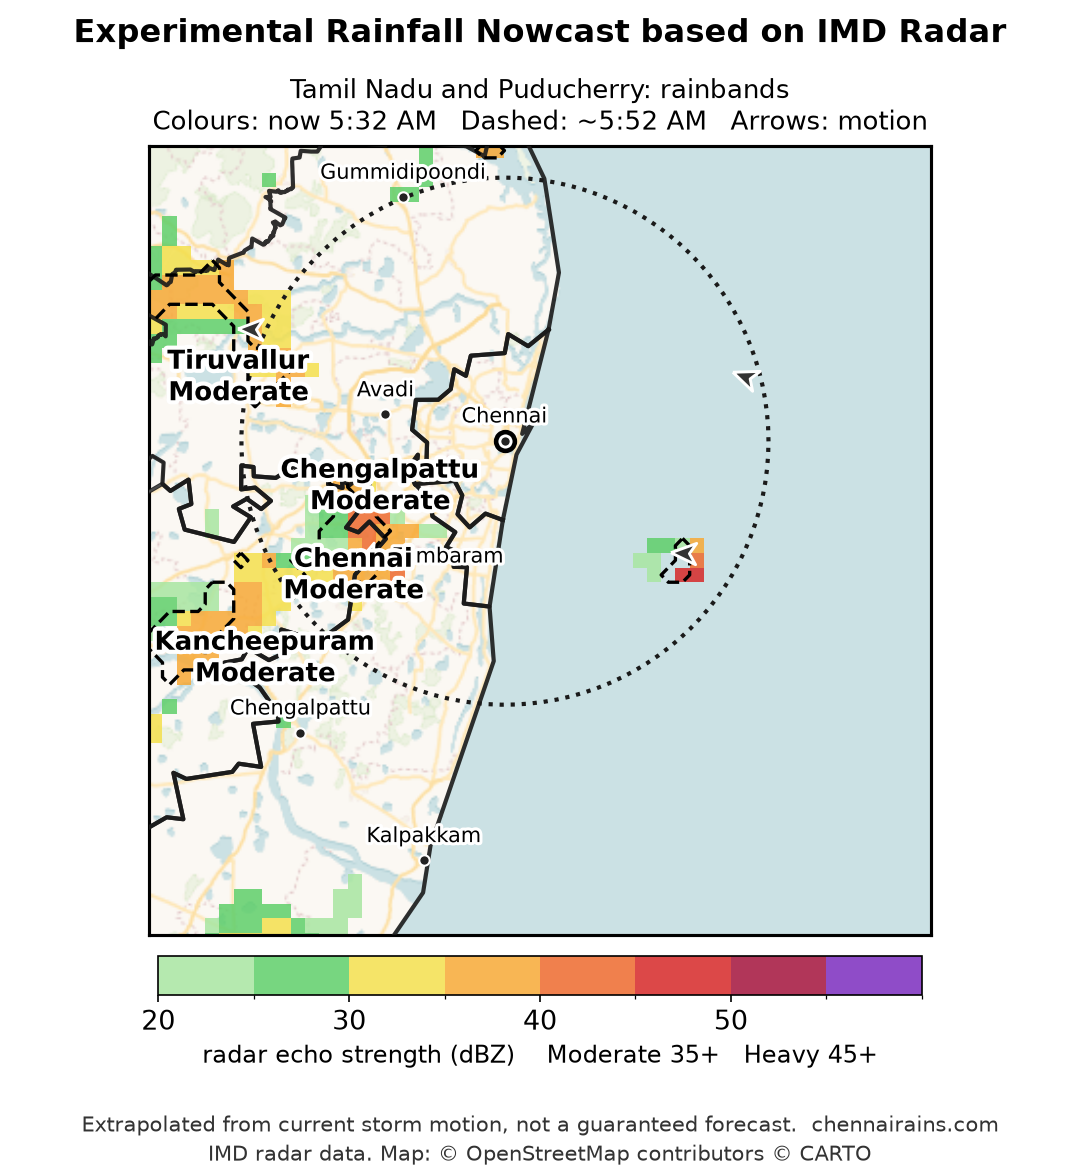 Experimental Rainfall Nowcast based on IMD Radar
Tamil Nadu and Puducherry: rainbands
Colours: now 5:32 AM   Dashed: ~5:52 AM   Arrows: motion
Gummidipoondi
Tiruvallur
Moderate
Avadi
Chennai
Chengalpattu
Moderate
Chennai
Moderate
mbaram
Kancheepuram
Moderate
Chengalpattu
Kalpakkam
20 30 40 50
radar echo strength (dBZ)    Moderate 35+   Heavy 45+
Extrapolated from current storm motion, not a guaranteed forecast.  chennairains.com
IMD radar data. Map: © OpenStreetMap contributors © CARTO